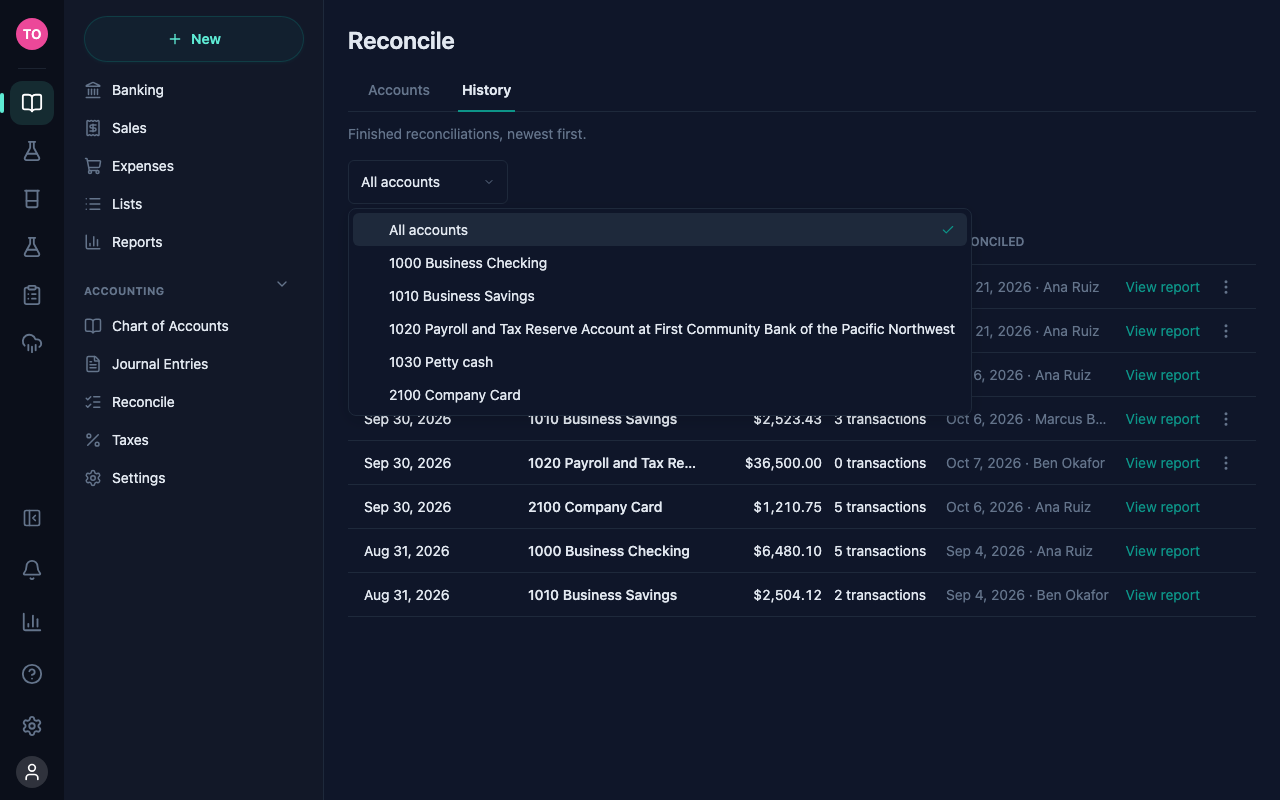 TO
New
Banking
Sales
Expenses
Lists
Reports
ACCOUNTING
Chart of Accounts
Journal Entries
Reconcile
Taxes
Settings
Reconcile
Accounts History
Finished reconciliations, newest first.
All accounts
All accounts
1000 Business Checking
1010 Business Savings
1020 Payroll and Tax Reserve Account at First Community Bank of the Pacific Northwest
1030 Petty cash
2100 Company Card
21, 2026 · Ana Ruiz View report
21, 2026 · Ana Ruiz View report
6, 2026 · Ana Ruiz View report
Sep 30, 2026 1010 Business Savings $2,523.43 3 transactions Oct 6, 2026 · Marcus B... View report
Sep 30, 2026 1020 Payroll and Tax Re... $36,500.00 0 transactions Oct 7, 2026 · Ben Okafor View report
Sep 30, 2026 2100 Company Card $1,210.75 5 transactions Oct 6, 2026 · Ana Ruiz View report
Aug 31, 2026 1000 Business Checking $6,480.10 5 transactions Sep 4, 2026 · Ana Ruiz View report
Aug 31, 2026 1010 Business Savings $2,504.12 2 transactions Sep 4, 2026 · Ben Okafor View report